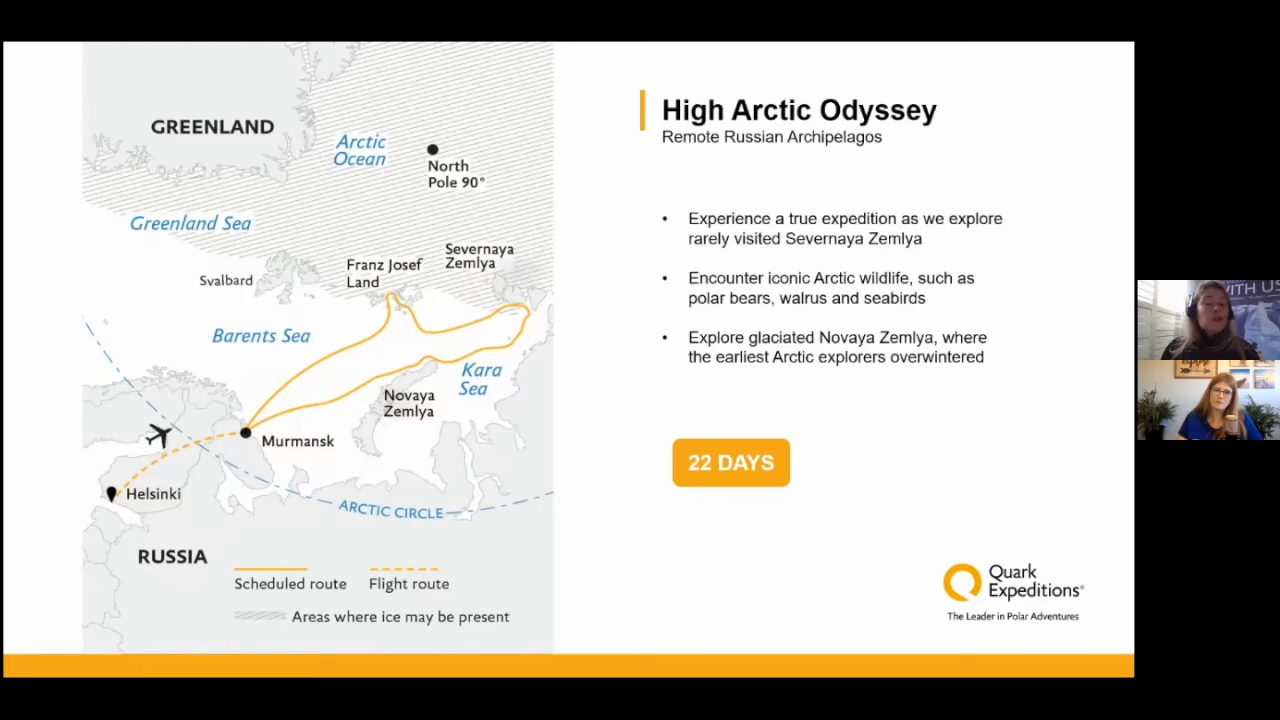 High Arctic Odyssey
Remote Russian Archipelagos
• Experience a true expedition as we explore
rarely visited Severnaya Zemlya
• Encounter iconic Arctic wildlife, such as
polar bears, walrus and seabirds
• Explore glaciated Novaya Zemlya, where
the earliest Arctic explorers overwintered
22 DAYS
Quark
Expeditions®
The Leader in Polar Adventures
GREENLAND
Arctic
Ocean
North
Pole 90°
Greenland Sea
Severnaya
Zemlya
Franz Josef
Land
Svalbard
Barents Sea
Kara
Sea
Novaya
Zemlya
Murmansk
Helsinki
ARCTIC CIRCLE
RUSSIA
Scheduled route
Flight route
Areas where ice may be present
WITH US